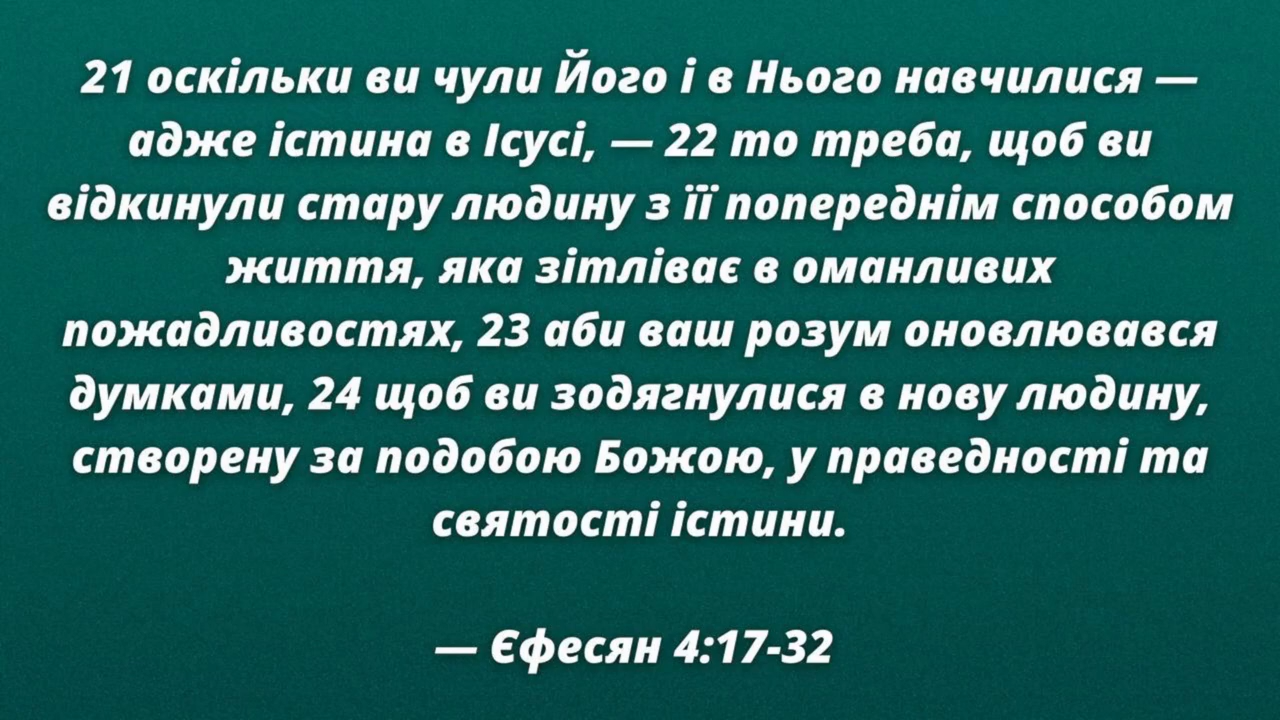 21 оскільки ви чули Його і в Нього навчилися —
адже істина в Ісусі, — 22 то треба, щоб ви
відкинули стару людину з її попереднім способом
життя, яка зітліває в оманливих
пожадливостях, 23 аби ваш розум оновлювався
думками, 24 щоб ви зодягнулися в нову людину,
створену за подобою Божою, у праведності та
святості істини.
— Єфесян 4:17-32